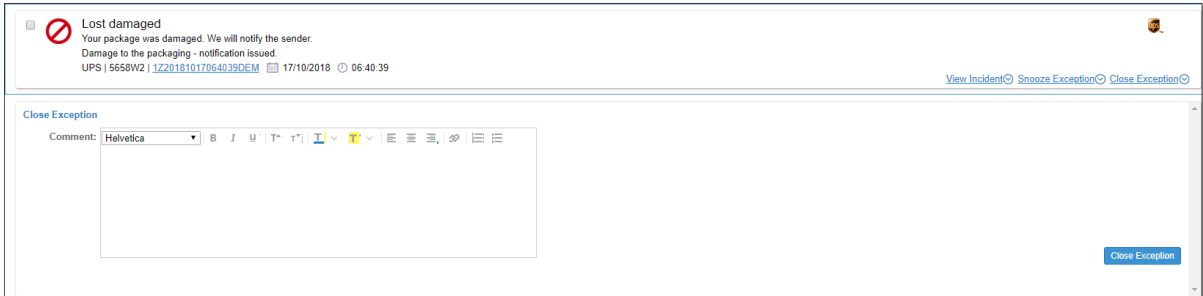 Lost damaged
Your package was damaged. We will notify the sender.
Damage to the packaging - notification issued.
UPS | 5658W2 | 1Z20181017064039DEM 17/10/2018 06:40:39
ups
View Incident Snooze Exception Close Exception
Close Exception
Comment: Helvetica B I U T T T T
Close Exception